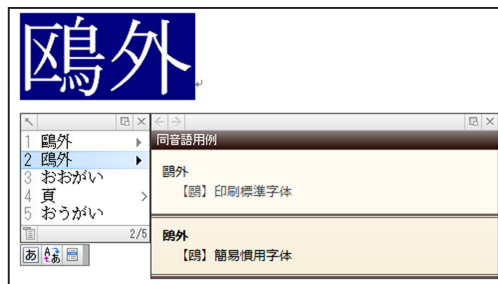 鴎外
1 鷗外
2 鴎外
3 おおがい
4 頁
5 おうがい
2/5
あ
同音語用例
鷗外
【鷗】印刷標準字体
鴎外
【鴎】簡易慣用字体